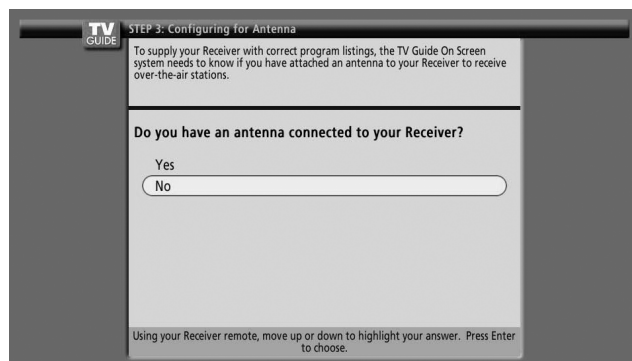 TV
GUIDE
STEP 3: Configuring for Antenna
To supply your Receiver with correct program listings, the TV Guide On Screen
system needs to know if you have attached an antenna to your Receiver to receive
over-the-air stations.
Do you have an antenna connected to your Receiver?
Yes
No
Using your Receiver remote, move up or down to highlight your answer. Press Enter
to choose.